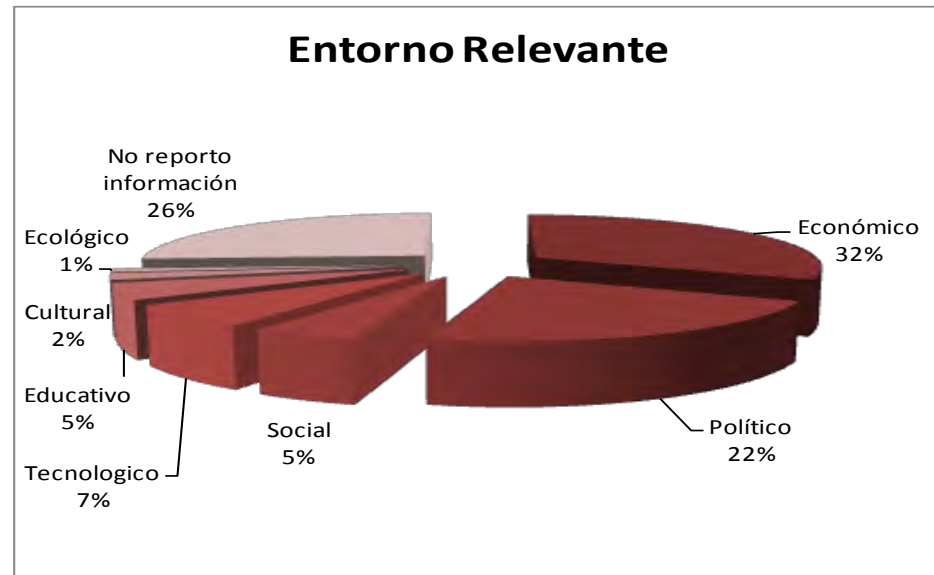 Entorno Relevante
No reporto
información
26%
Ecológico
1%
Cultural
2%
Educativo
5%
Tecnologico
7%
Social
5%
Político
22%
Económico
32%